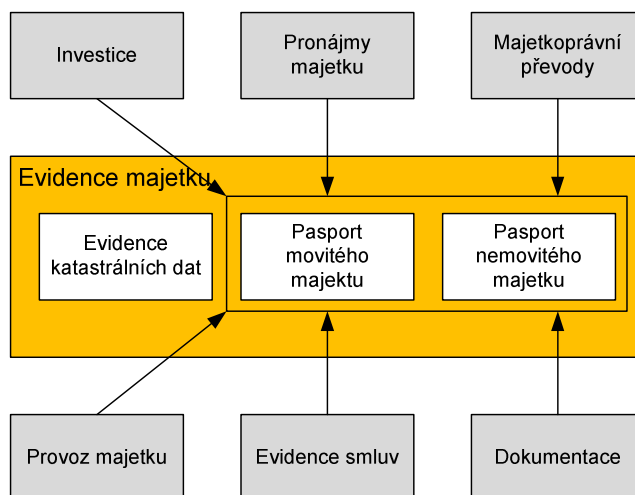 Investice
Pronájmy
majetku
Majetkoprávní
převody
Evidence majetku
Evidence
katastrálních dat
Pasport
movitého
majektu
Pasport
nemovitého
majetku
Provoz majetku
Evidence smluv
Dokumentace